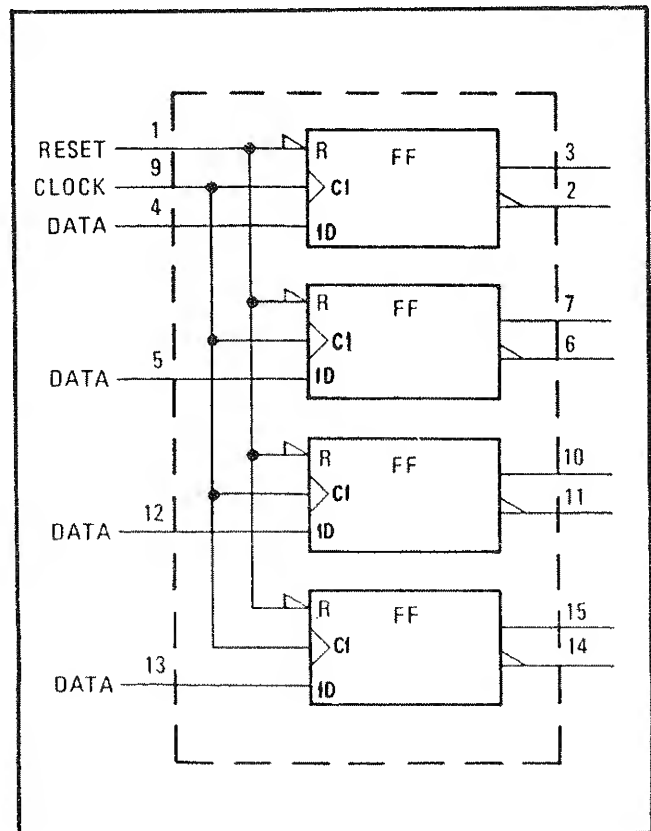 1
RESET
R
FF
3
9
CLOCK
C1
2
4
DATA
1D
R
FF
7
C1
6
5
DATA
1D
R
FF
10
C1
11
12
DATA
1D
R
FF
15
C1
14
13
DATA
1D